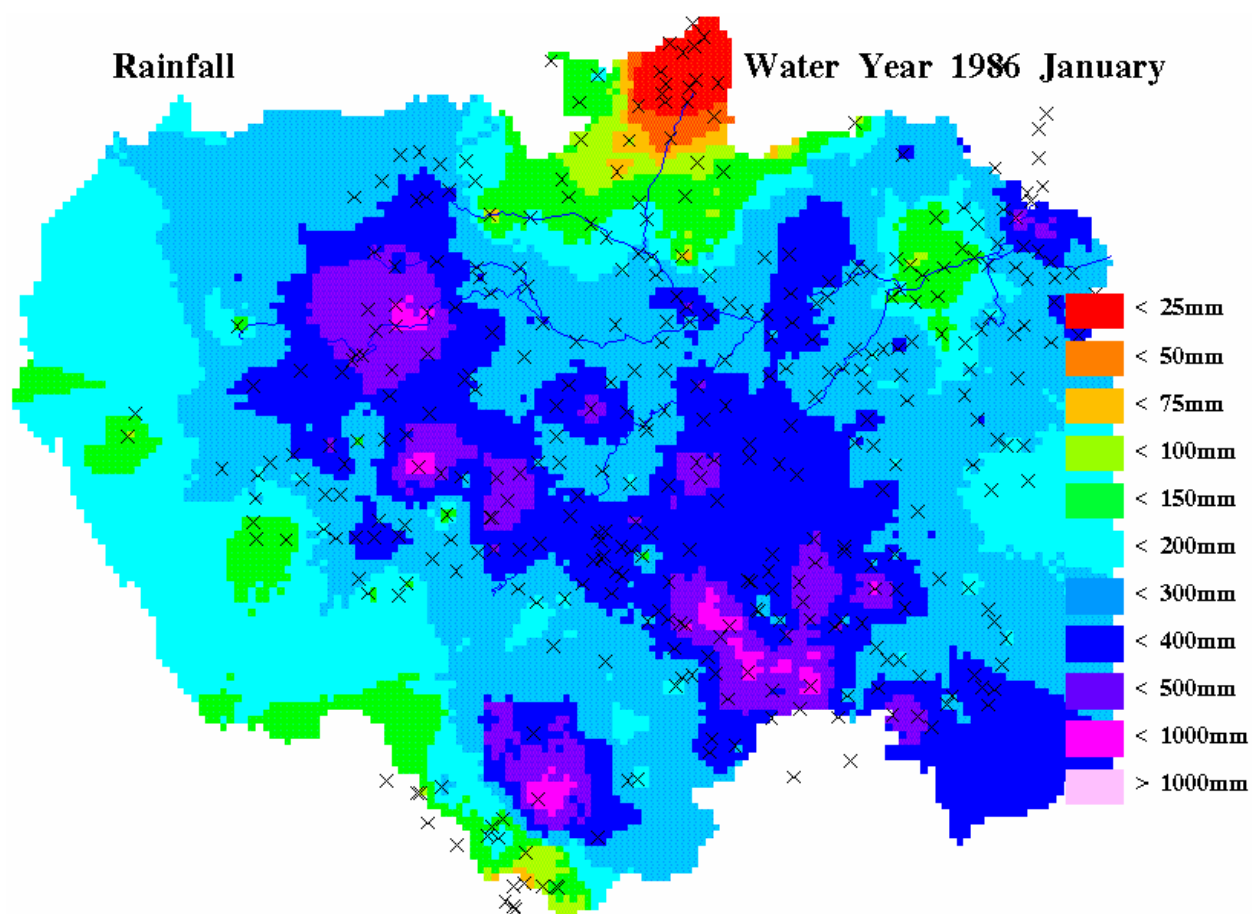 Rainfall
Water Year 1986 January
< 25mm
< 50mm
< 75mm
< 100mm
< 150mm
< 200mm
< 300mm
< 400mm
< 500mm
< 1000mm
> 1000mm